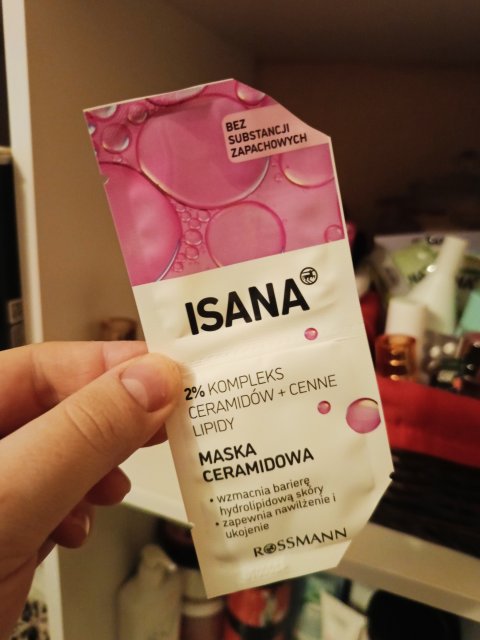 BEZ
SUBSTANCJI
ZAPACHOWYCH
ISANA
2% KOMPLEKS
CERAMIDÓW + CENNE
LIPIDY
MASKA
CERAMIDOWA
• wzmacnia barierę
hydrolipidową skóry
• zapewnia nawilżenie i
ukojenie
ROSSMANN